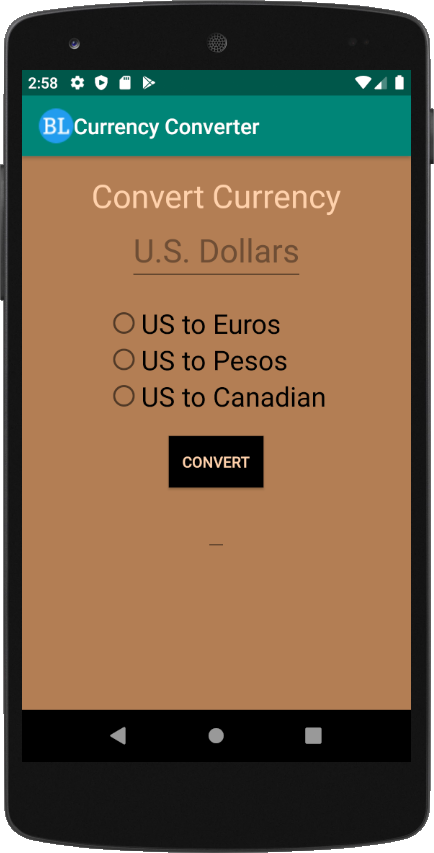 2:58
BL Currency Converter
Convert Currency
U.S. Dollars
US to Euros
US to Pesos
US to Canadian
CONVERT